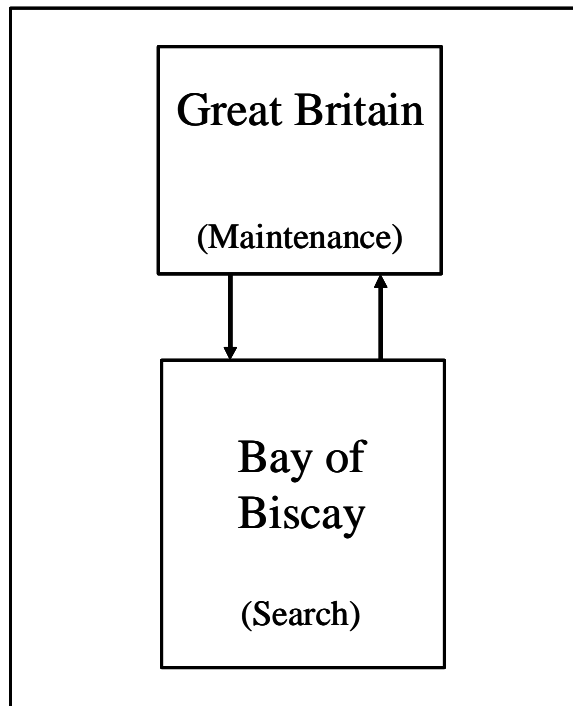 Great Britain
(Maintenance)
Bay of
Biscay
(Search)